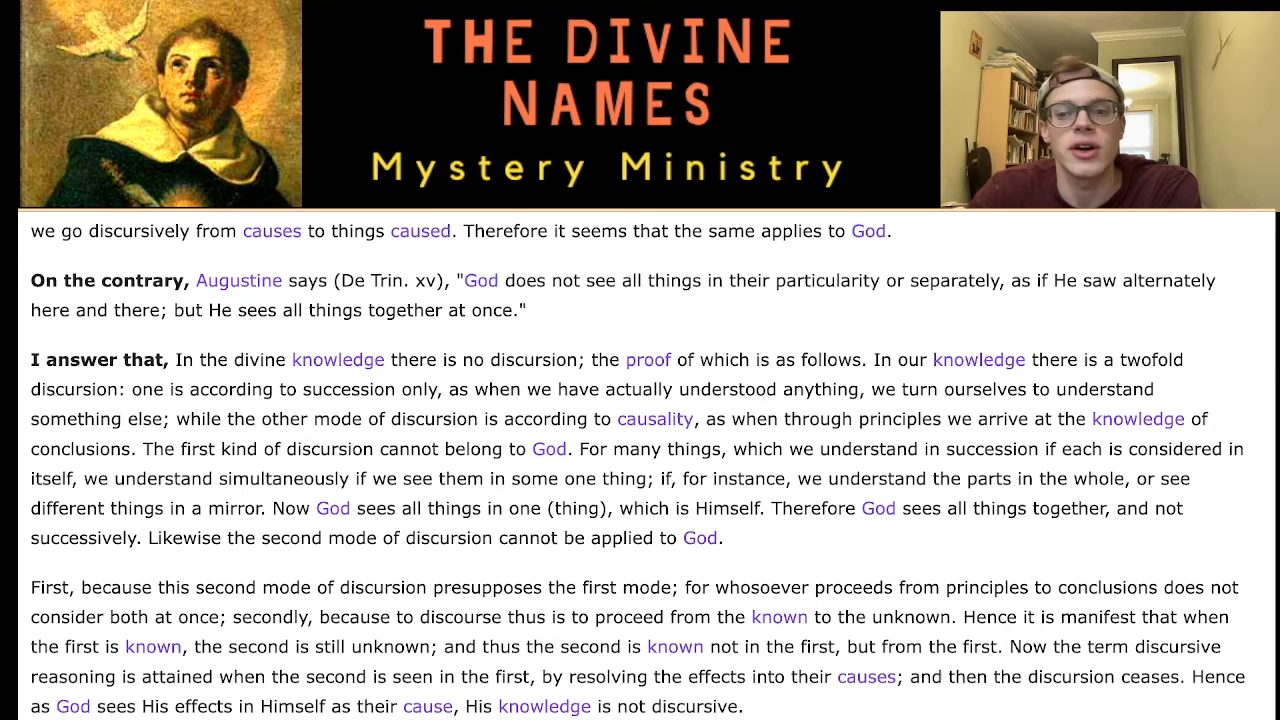 THE DIVINE
NAMES
Mystery Ministry
we go discursively from causes to things caused. Therefore it seems that the same applies to God.
On the contrary, Augustine says (De Trin. xv), "God does not see all things in their particularity or separately, as if He saw alternately
here and there; but He sees all things together at once."
I answer that, In the divine knowledge there is no discursion; the proof of which is as follows. In our knowledge there is a twofold
discursion: one is according to succession only, as when we have actually understood anything, we turn ourselves to understand
something else; while the other mode of discursion is according to causality, as when through principles we arrive at the knowledge of
conclusions. The first kind of discursion cannot belong to God. For many things, which we understand in succession if each is considered in
itself, we understand simultaneously if we see them in some one thing; if, for instance, we understand the parts in the whole, or see
different things in a mirror. Now God sees all things in one (thing), which is Himself. Therefore God sees all things together, and not
successively. Likewise the second mode of discursion cannot be applied to God.
First, because this second mode of discursion presupposes the first mode; for whosoever proceeds from principles to conclusions does not
consider both at once; secondly, because to discourse thus is to proceed from the known to the unknown. Hence it is manifest that when
the first is known, the second is still unknown; and thus the second is known not in the first, but from the first. Now the term discursive
reasoning is attained when the second is seen in the first, by resolving the effects into their causes; and then the discursion ceases. Hence
as God sees His effects in Himself as their cause, His knowledge is not discursive.